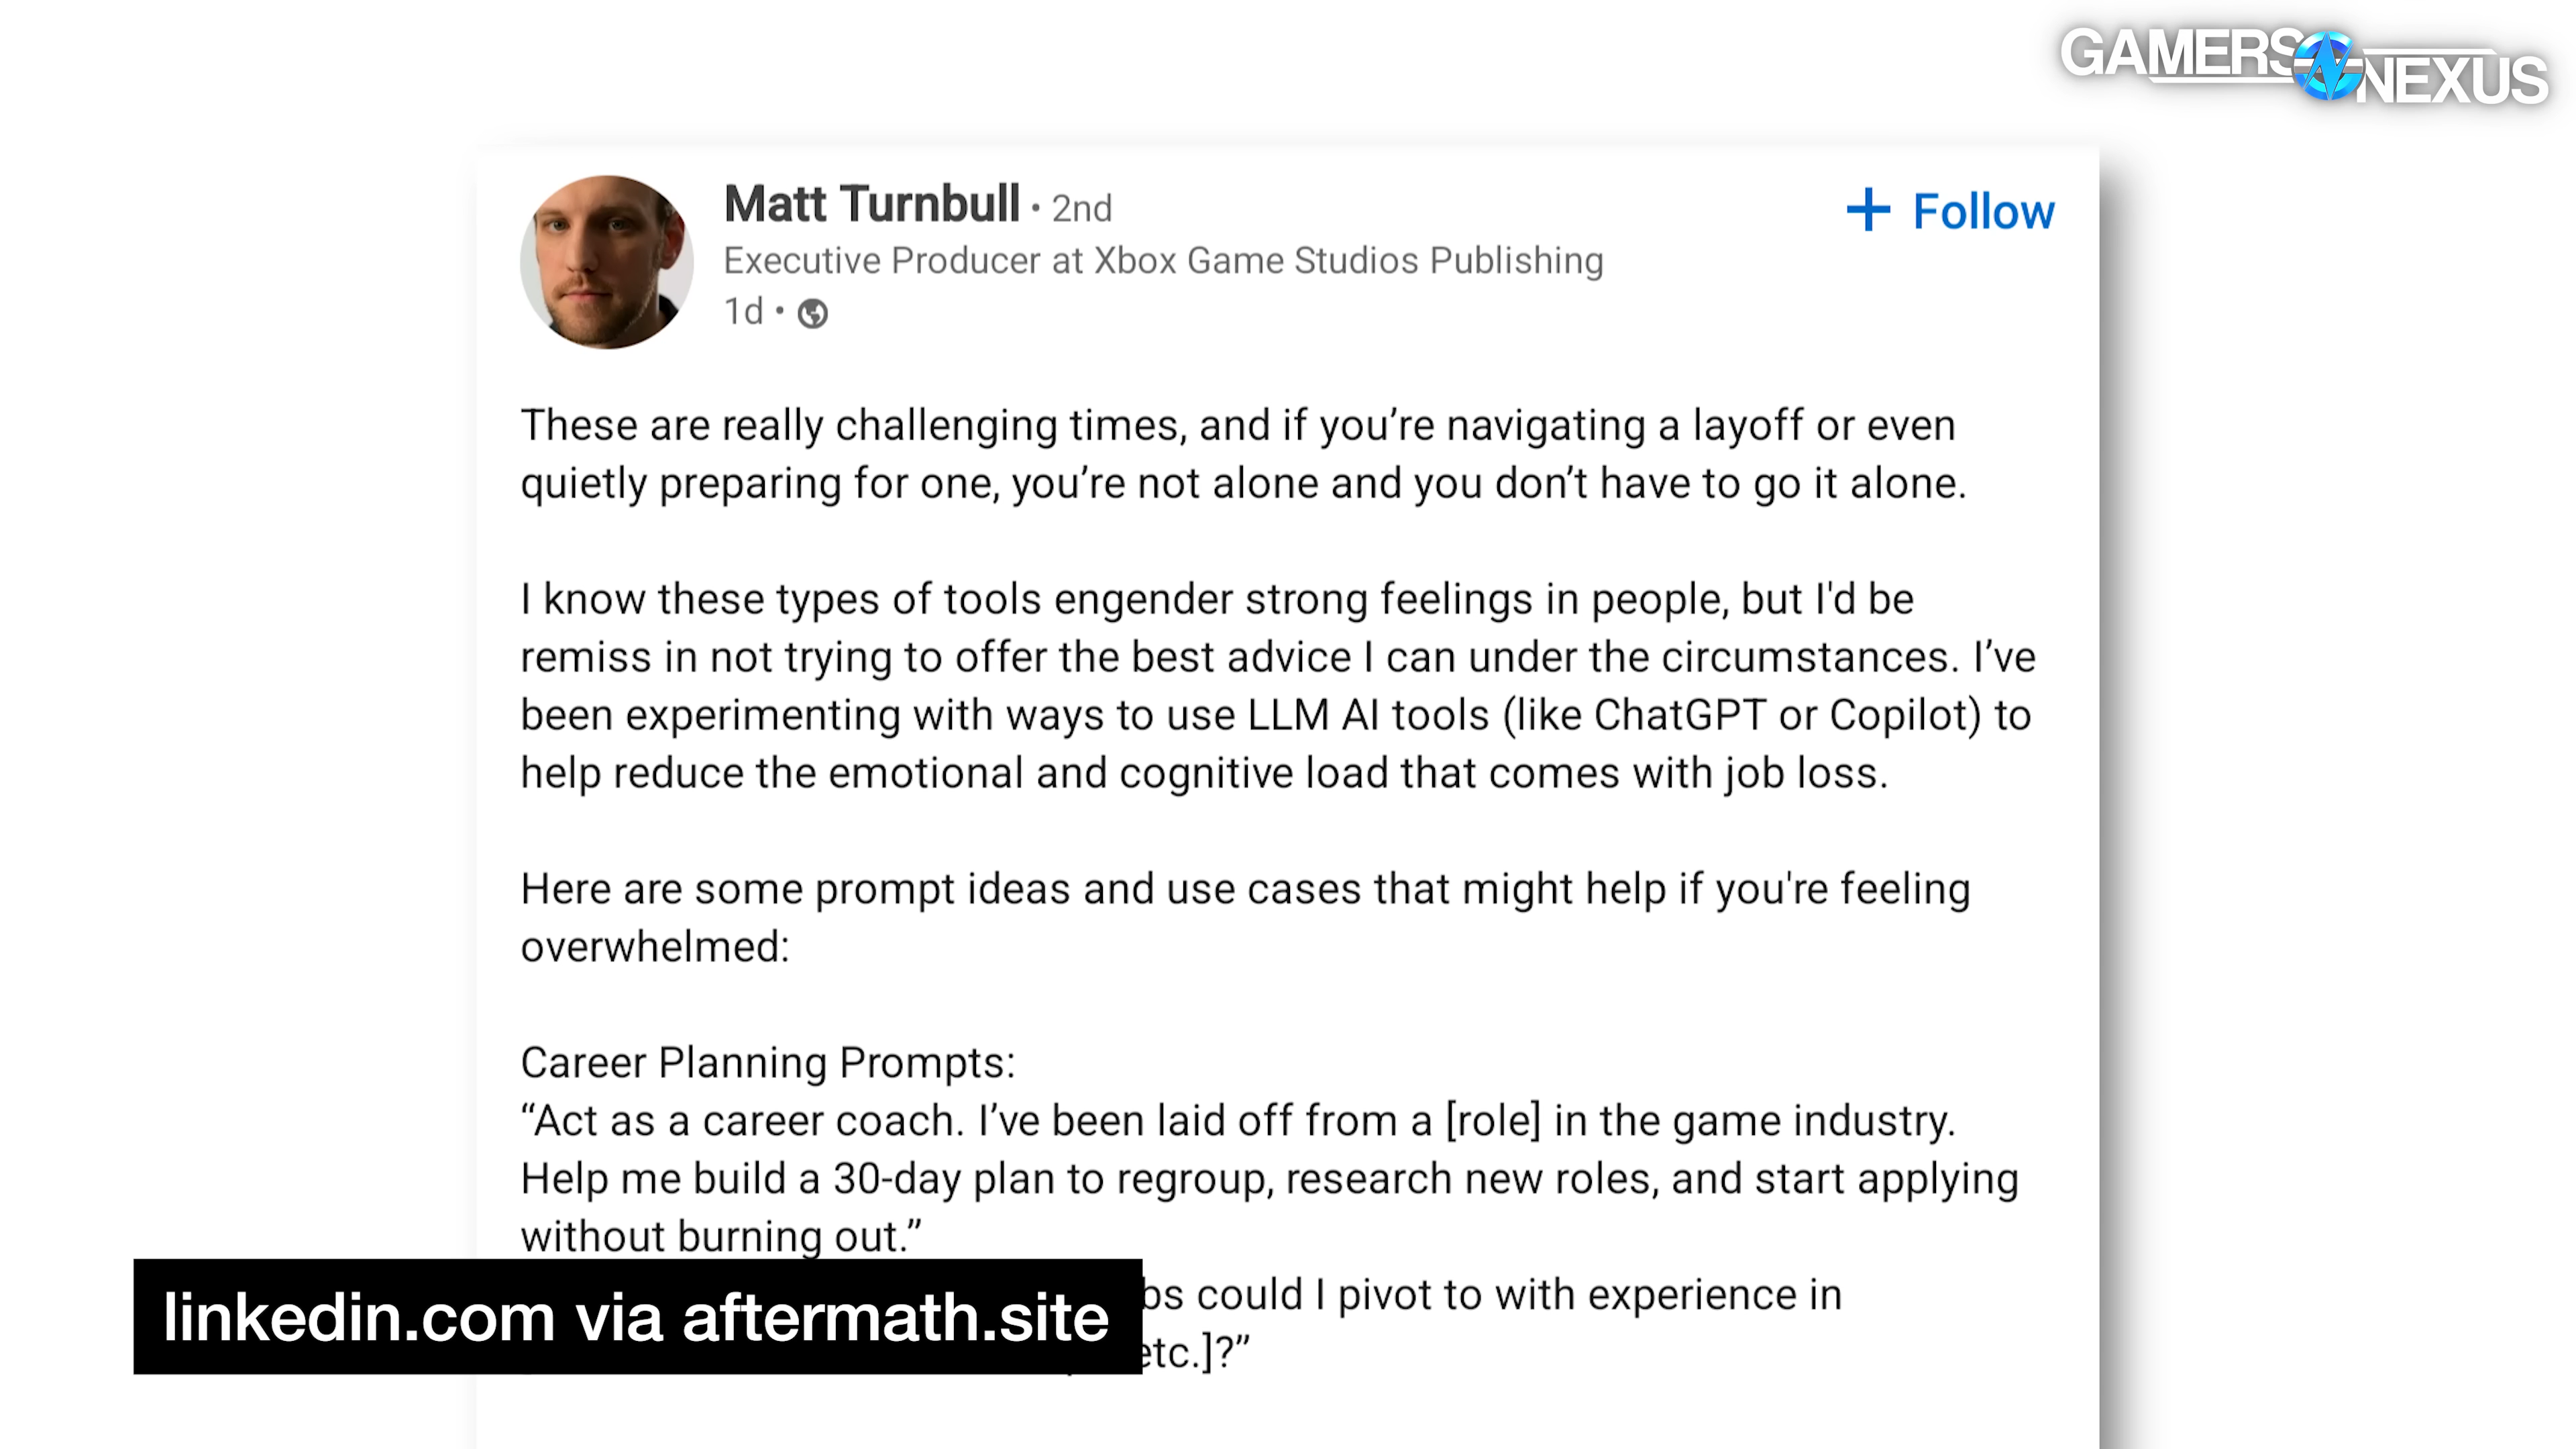 GAMERS NEXUS
Matt Turnbull • 2nd
+ Follow
Executive Producer at Xbox Game Studios Publishing
1d •
These are really challenging times, and if you’re navigating a layoff or even
quietly preparing for one, you’re not alone and you don’t have to go it alone.
I know these types of tools engender strong feelings in people, but I'd be
remiss in not trying to offer the best advice I can under the circumstances. I’ve
been experimenting with ways to use LLM AI tools (like ChatGPT or Copilot) to
help reduce the emotional and cognitive load that comes with job loss.
Here are some prompt ideas and use cases that might help if you're feeling
overwhelmed:
Career Planning Prompts:
“Act as a career coach. I’ve been laid off from a [role] in the game industry.
Help me build a 30-day plan to regroup, research new roles, and start applying
without burning out.”
could I pivot to with experience in
etc.]?”
linkedin.com via aftermath.site